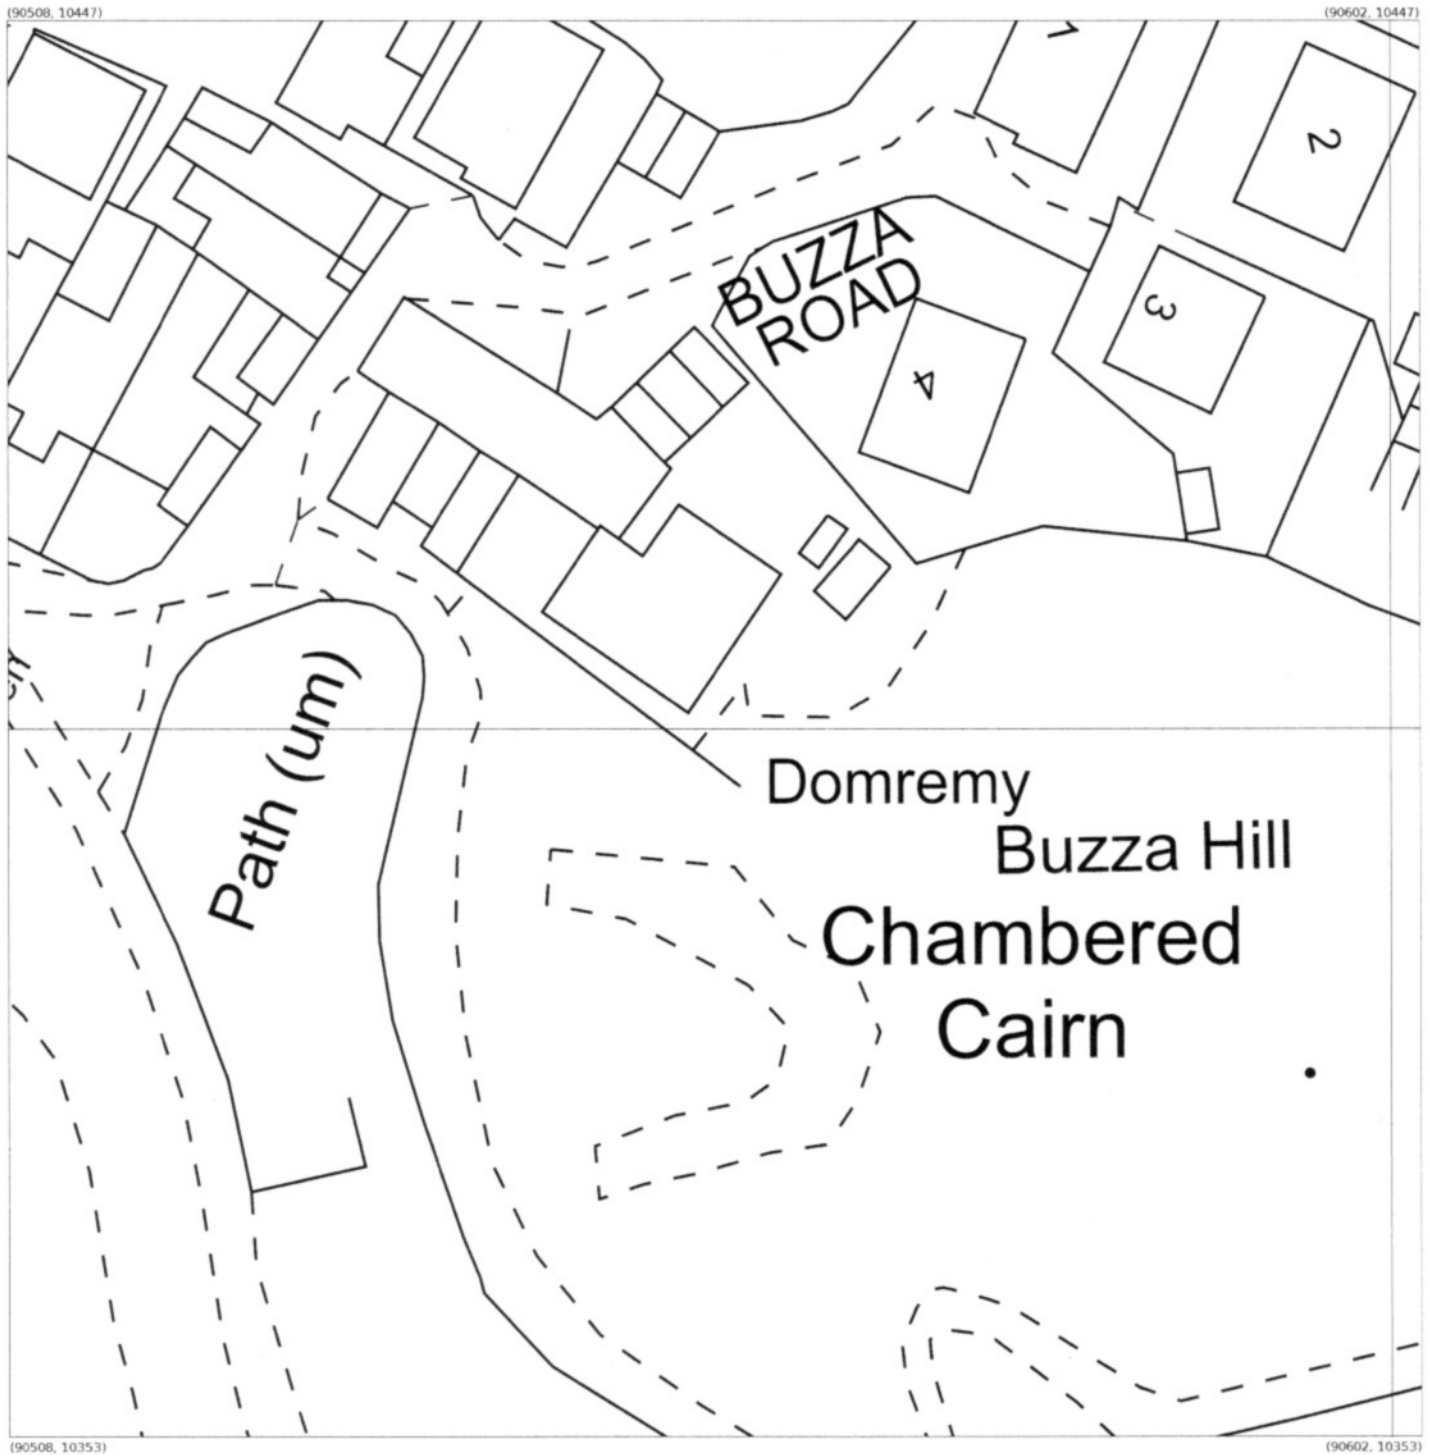 (90508, 10447)
(90602, 10447)
1
2
BUZZA
ROAD
3
4
Path (um)
Domremy
Buzza Hill
Chambered
Cairn
(90508, 10353)
(90602, 10353)